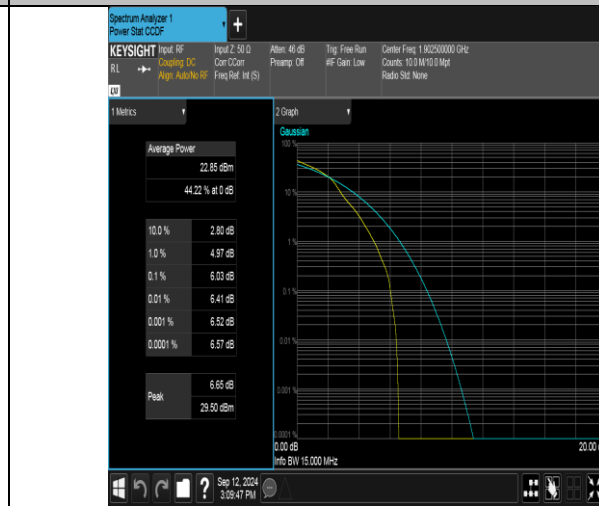 Spectrum Analyzer 1
Power Stat CCDF
+
KEYSIGHT Input: RF Input Z: 50 Ω Atten: 46 dB Trig: Free Run Center Freq: 1.902500000 GHz
RL Coupling: DC Corr CCorr Preamp: Off #IF Gain: Low Counts: 10.0 M/10.0 Mpt
Align: Auto/No RF Freq Ref: Int (S) Radio Std: None
LXI
1 Metrics
2 Graph
Average Power
22.85 dBm
44.22 % at 0 dB
10.0 % 2.80 dB
1.0 % 4.97 dB
0.1 % 6.03 dB
0.01 % 6.41 dB
0.001 % 6.52 dB
0.0001 % 6.57 dB
Peak
6.65 dB
29.50 dBm
Gaussian
100 %
10 %
1 %
0.1 %
0.01 %
0.001 %
0.0001 %
0.00 dB 20.00
Info BW 15.000 MHz
?
Sep 12, 2024
3:09:47 PM